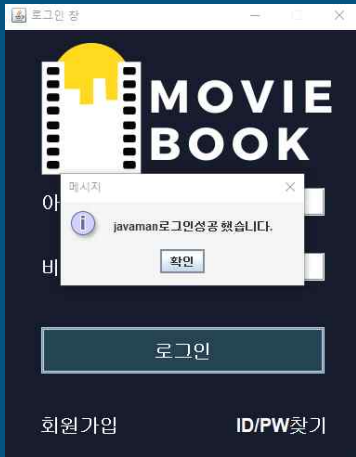 로그인 창
MOVIE
BOOK
메시지
아
javaman로그인성공 했습니다.
확인
비
로그인
회원가입
ID/PW찾기